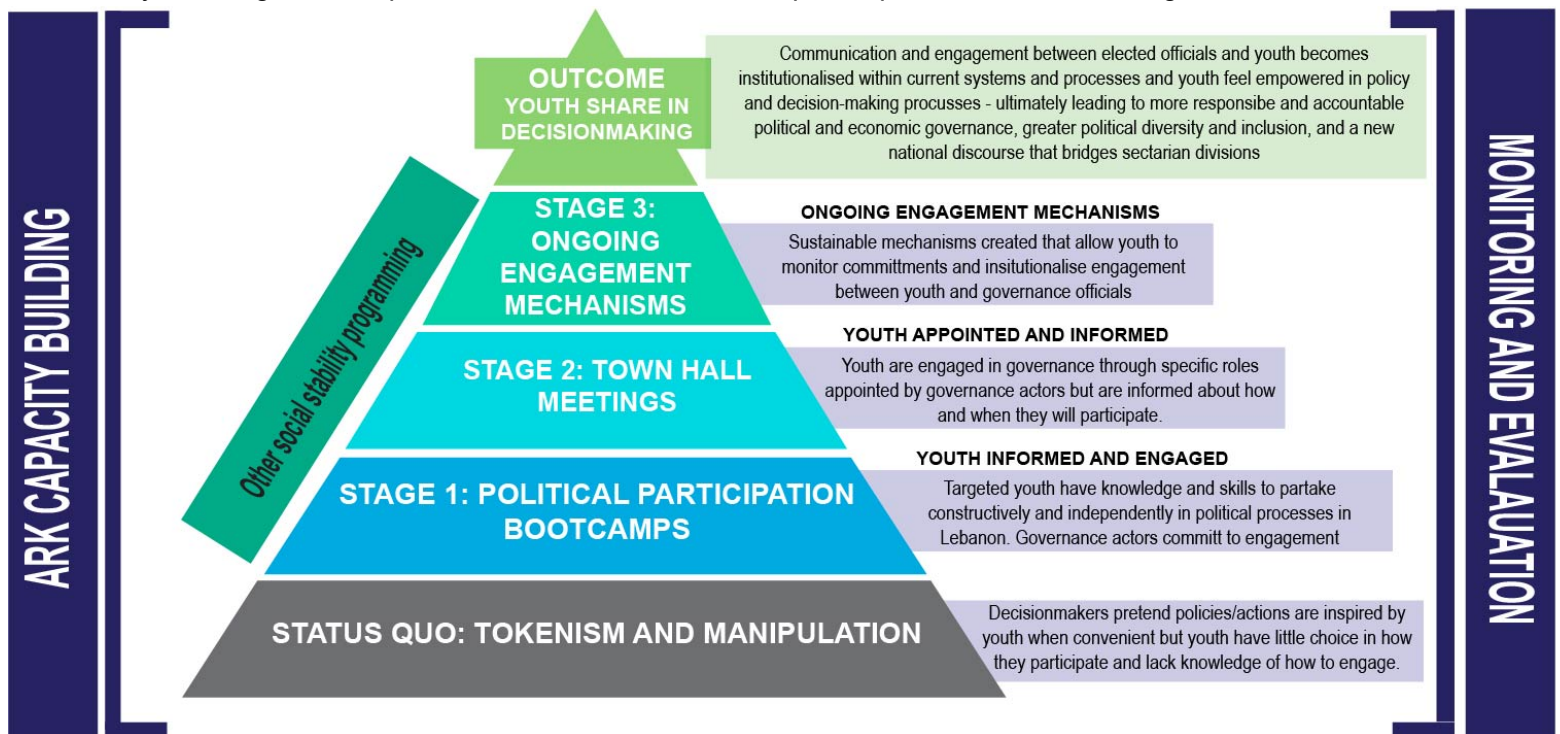 ARK CAPACITY BUILDING
OUTCOME
YOUTH SHARE IN
DECISIONMAKING
Communication and engagement between elected officials and youth becomes
institutionalised within current systems and processes and youth feel empowered in policy
and decision-making procusses - ultimately leading to more responsibe and accountable
political and economic governance, greater political diversity and inclusion, and a new
national discourse that bridges sectarian divisions
Other social stability programming
STAGE 3:
ONGOING
ENGAGEMENT
MECHANISMS
ONGOING ENGAGEMENT MECHANISMS
Sustainable mechanisms created that allow youth to
monitor committments and insitutionalise engagement
between youth and governance officials
STAGE 2: TOWN HALL
MEETINGS
YOUTH APPOINTED AND INFORMED
Youth are engaged in governance through specific roles
appointed by governance actors but are informed about how
and when they will participate.
STAGE 1: POLITICAL PARTICIPATION
BOOTCAMPS
YOUTH INFORMED AND ENGAGED
Targeted youth have knowledge and skills to partake
constructively and independently in political processes in
Lebanon. Governance actors committ to engagement
STATUS QUO: TOKENISM AND MANIPULATION
Decisionmakers pretend policies/actions are inspired by
youth when convenient but youth have little choice in how
they participate and lack knowledge of how to engage.
MONITORING AND EVALAUATION